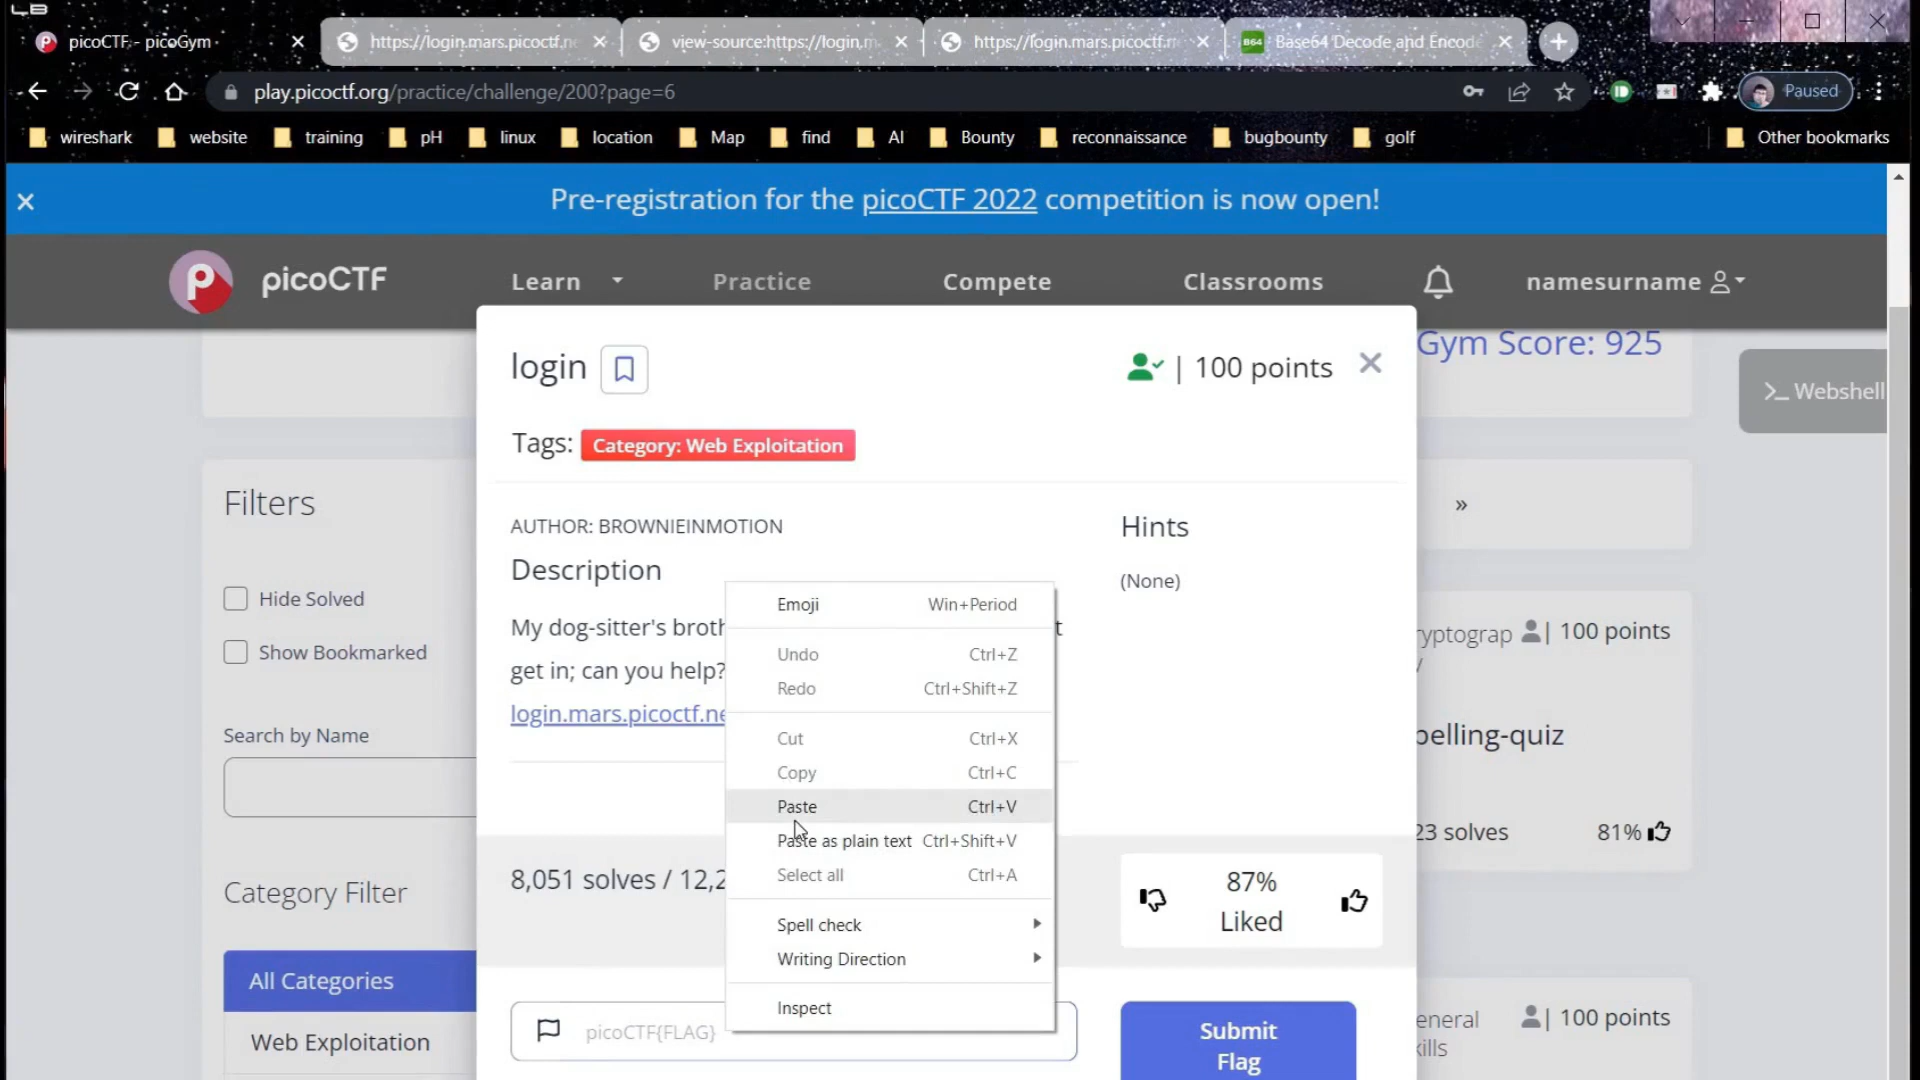 picoCTF - picoGym
https://login.mars.picoctf.ne
view-source:https://login.m
https://login.mars.picoctf.n
B64 Base64 Decode and Encode
play.picoctf.org/practice/challenge/200?page=6
Paused
wireshark website training pH linux location Map find AI Bounty reconnaissance bugbounty golf Other bookmarks
Pre-registration for the picoCTF 2022 competition is now open!
picoCTF Learn Practice Compete Classrooms namesurname
login | 100 points
Gym Score: 925
>_ Webshell
Tags: Category: Web Exploitation
Filters
»
AUTHOR: BROWNIEINMOTION
Hints
Description
(None)
Hide Solved
Show Bookmarked
My dog-sitter's broth t
get in; can you help?
login.mars.picoctf.ne
Emoji Win+Period
Undo Ctrl+Z
Redo Ctrl+Shift+Z
Cut Ctrl+X
Copy Ctrl+C
Paste Ctrl+V
Paste as plain text Ctrl+Shift+V
Select all Ctrl+A
Spell check
Writing Direction
Inspect
ryptograp | 100 points
y
pelling-quiz
23 solves 81%
Search by Name
8,051 solves / 12,2
87%
Liked
Category Filter
All Categories
Web Exploitation
picoCTF{FLAG}
Submit
Flag
eneral | 100 points
kills